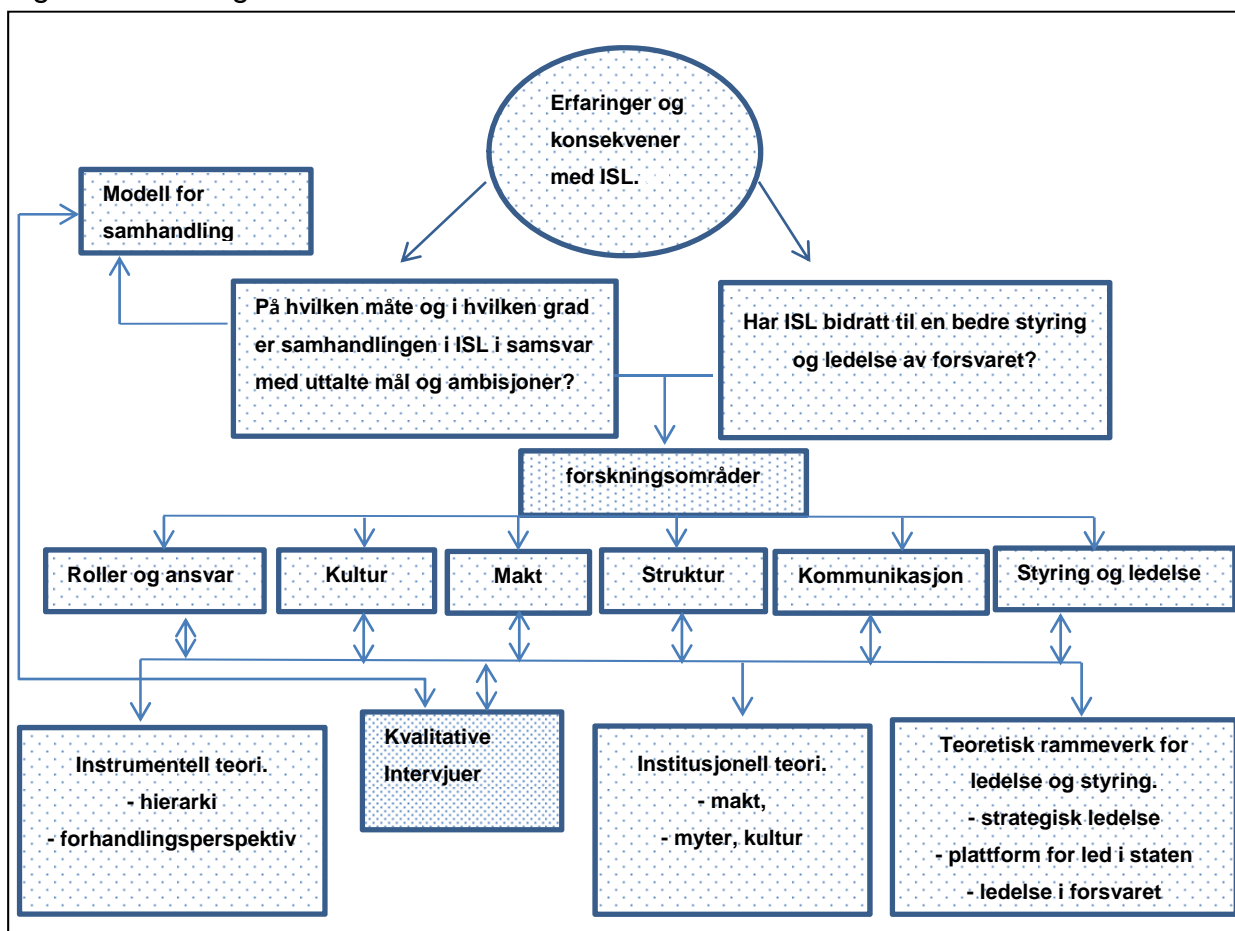 Erfaringer og
konsekvener
med ISL.
Modell for
samhandling
På hvilken måte og i hvilken grad
er samhandlingen i ISL i samsvar
med uttalte mål og ambisjoner?
Har ISL bidratt til en bedre styring
og ledelse av forsvaret?
forskningsområder
Roller og ansvar
Kultur
Makt
Struktur
Kommunikasjon
Styring og ledelse
Instrumentell teori.
- hierarki
- forhandlingsperspektiv
Kvalitative
Intervjuer
Institusjonell teori.
- makt,
- myter, kultur
Teoretisk rammeverk for
ledelse og styring.
- strategisk ledelse
- plattform for led i staten
- ledelse i forsvaret